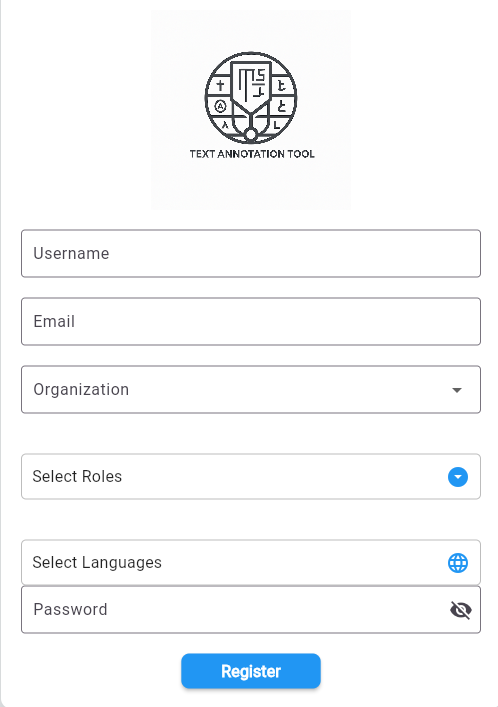 TEXT ANNOTATION TOOL
Username
Email
Organization
Select Roles
Select Languages
Password
Register